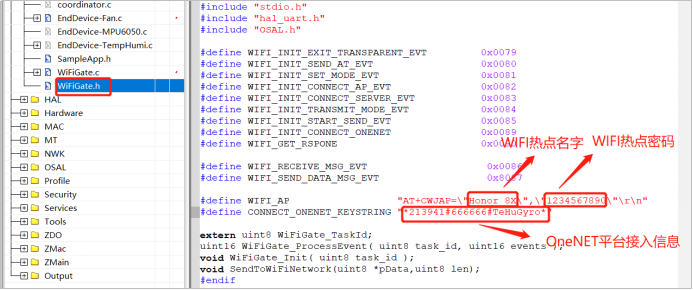 coordinator.c
EndDevice-Fan.c
EndDevice-MPU6050.c
EndDevice-TempHumi.c
SampleApp.h
WiFiGate.c
WiFiGate.h
HAL
Hardware
MAC
MT
NWK
OSAL
Profile
Security
Services
Tools
ZDO
ZMac
ZMain
Output
#include "stdio.h"
#include "hal_uart.h"
#include "OSAL.h"
#define WIFI_INIT_EXIT_TRANSPARENT_EVT 0x0079
#define WIFI_INIT_SEND_AT_EVT 0x0080
#define WIFI_INIT_SET_MODE_EVT 0x0081
#define WIFI_INIT_CONNECT_AP_EVT 0x0082
#define WIFI_INIT_CONNECT_SERVER_EVT 0x0083
#define WIFI_INIT_TRANSMIT_MODE_EVT 0x0084
#define WIFI_INIT_START_SEND_EVT 0x0085
#define WIFI_INIT_CONNECT_ONENET 0x0089
#define WIFI_GET_RSPONE
WIFI热点名字 WIFI热点密码
#define WIFI_RECEIVE_MSG_EVT 0x0086
#define WIFI_SEND_DATA_MSG_EVT
#define WIFI_AP "AT+CWJAP=\"Honor 8X\",\"1234567890\"\r\n"
#define CONNECT_ONENET_KEYSTRING "*213941#666666#TeHuGyro*"
extern uint8 WiFiGate_TaskId;
uint16 WiFiGate_ProcessEvent( uint8 task_id, uint16 events );
void WiFiGate_Init( uint8 task_id );
OneNET平台接入信息
void SendToWiFiNetwork(uint8 *pData,uint8 len);
#endif